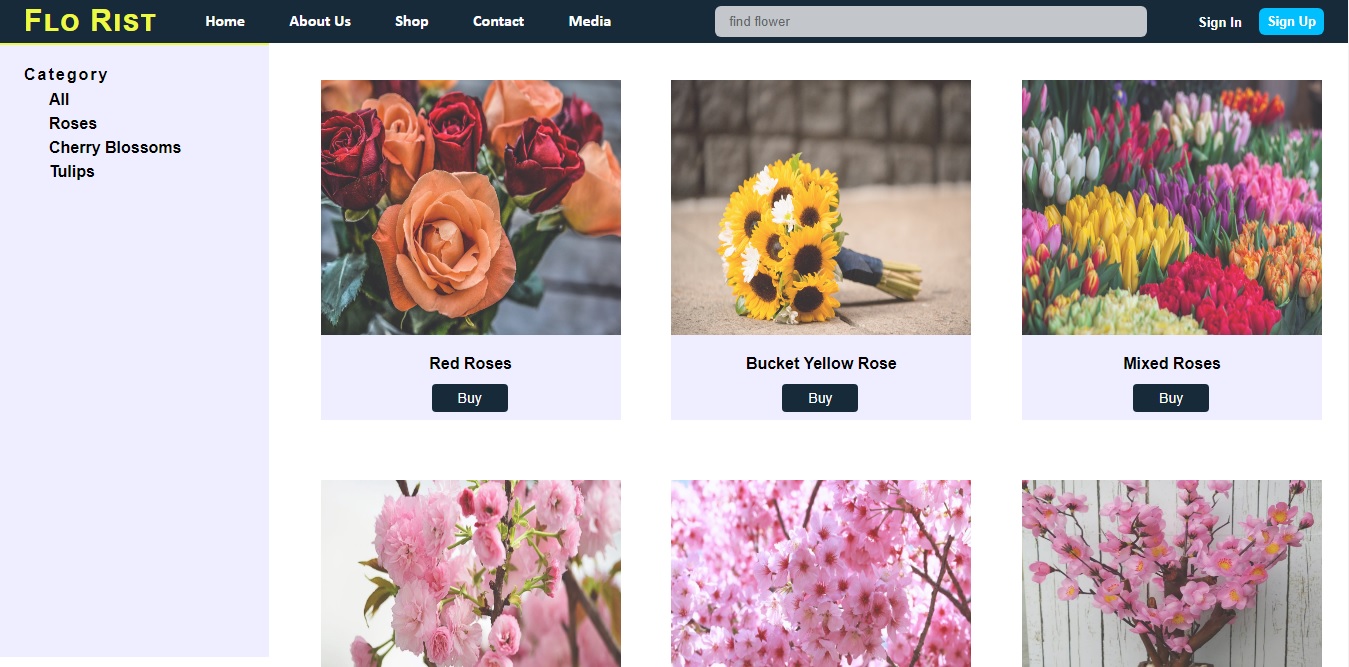 FLO RIST
Home About Us Shop Contact Media
find flower
Sign In Sign Up
Category
All
Roses
Cherry Blossoms
Tulips
Red Roses
Buy
Bucket Yellow Rose
Buy
Mixed Roses
Buy